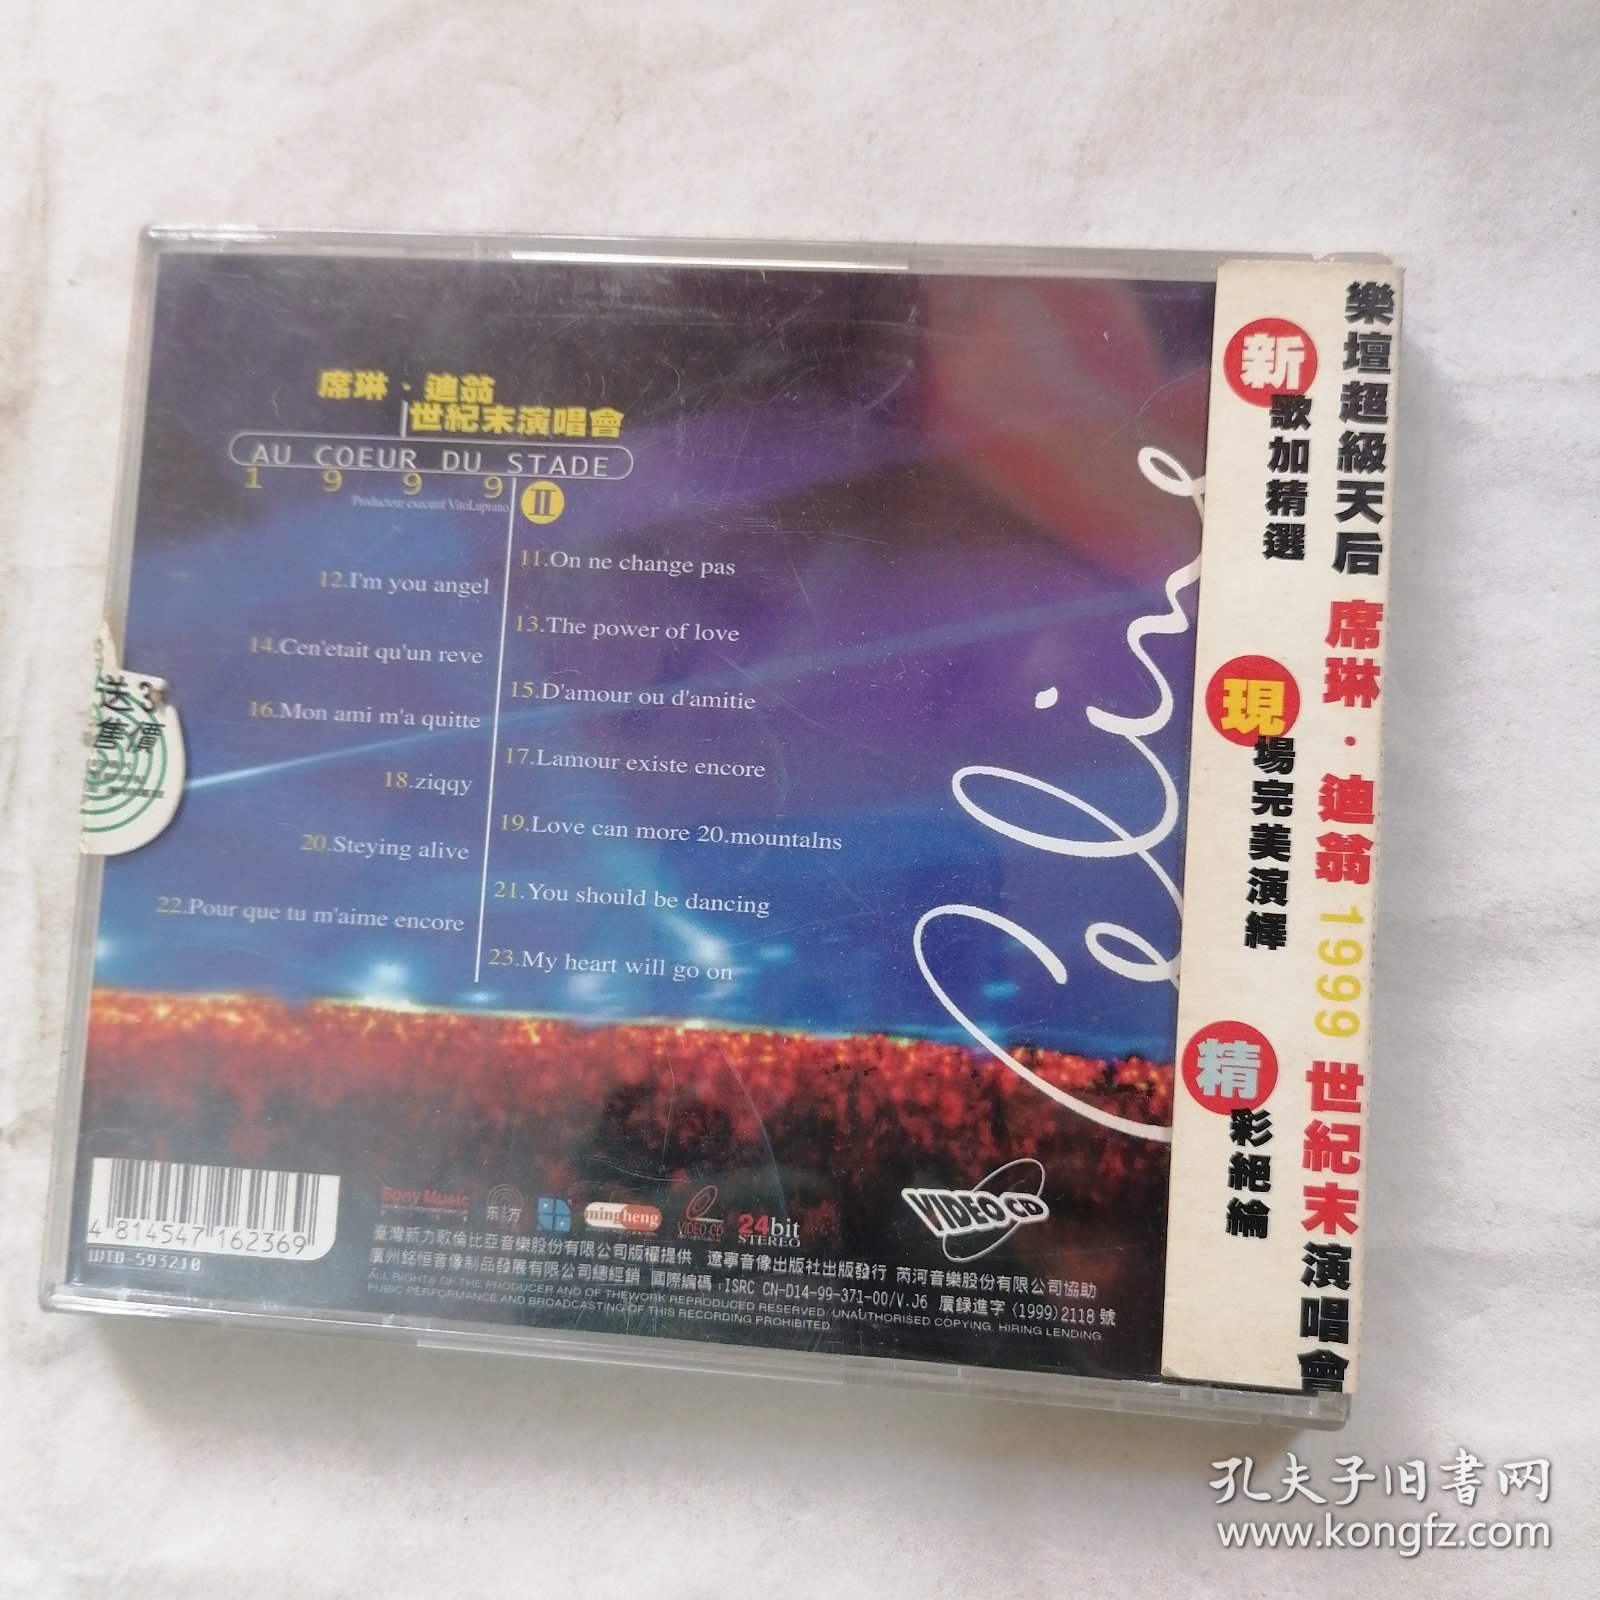 席琳·迪翁
世紀末演唱會
AU COEUR DU STADE
1999
Producteur executif VitoLuprano
II
11.On ne change pas
12.I'm you angel
13.The power of love
14.Cen'etait qu'un reve
15.D'amour ou d'amitie
16.Mon ami m'a quitte
17.Lamour existe encore
18.ziqqy
19.Love can more 20.mountalns
20.Steying alive
21.You should be dancing
22.Pour que tu m'aime encore
23.My heart will go on
Celine
送3
售價
4 814547 162369
WTD-593210
Sony Music
东方
mingheng
VIDEO CD
24bit
STEREO
VIDEO CD
臺灣新力歌倫比亞音樂股份有限公司版權提供 遼寧音像出版社出版發行 芮河音樂股份有限公司協助
廣州銘恒音像制品發展有限公司總經銷 國際編碼:ISRC CN-D14-99-371-00/V.J6 廣録進字(1999)2118號
ALL RIGHTS OF THE PRODUCER AND OF THEWORK REPRODUCED RESERVED/UNAUTHORISED COPYING, HIRING LENDING
UBIC PERFORMANCE AND BROADCASTING OF THIS RECORDING PROHIBITED
樂壇超級天后 席琳·迪翁 1999 世紀末演唱會
新歌加精選
現場完美演繹
精彩絕倫
孔夫子旧书网
www.kongfz.com